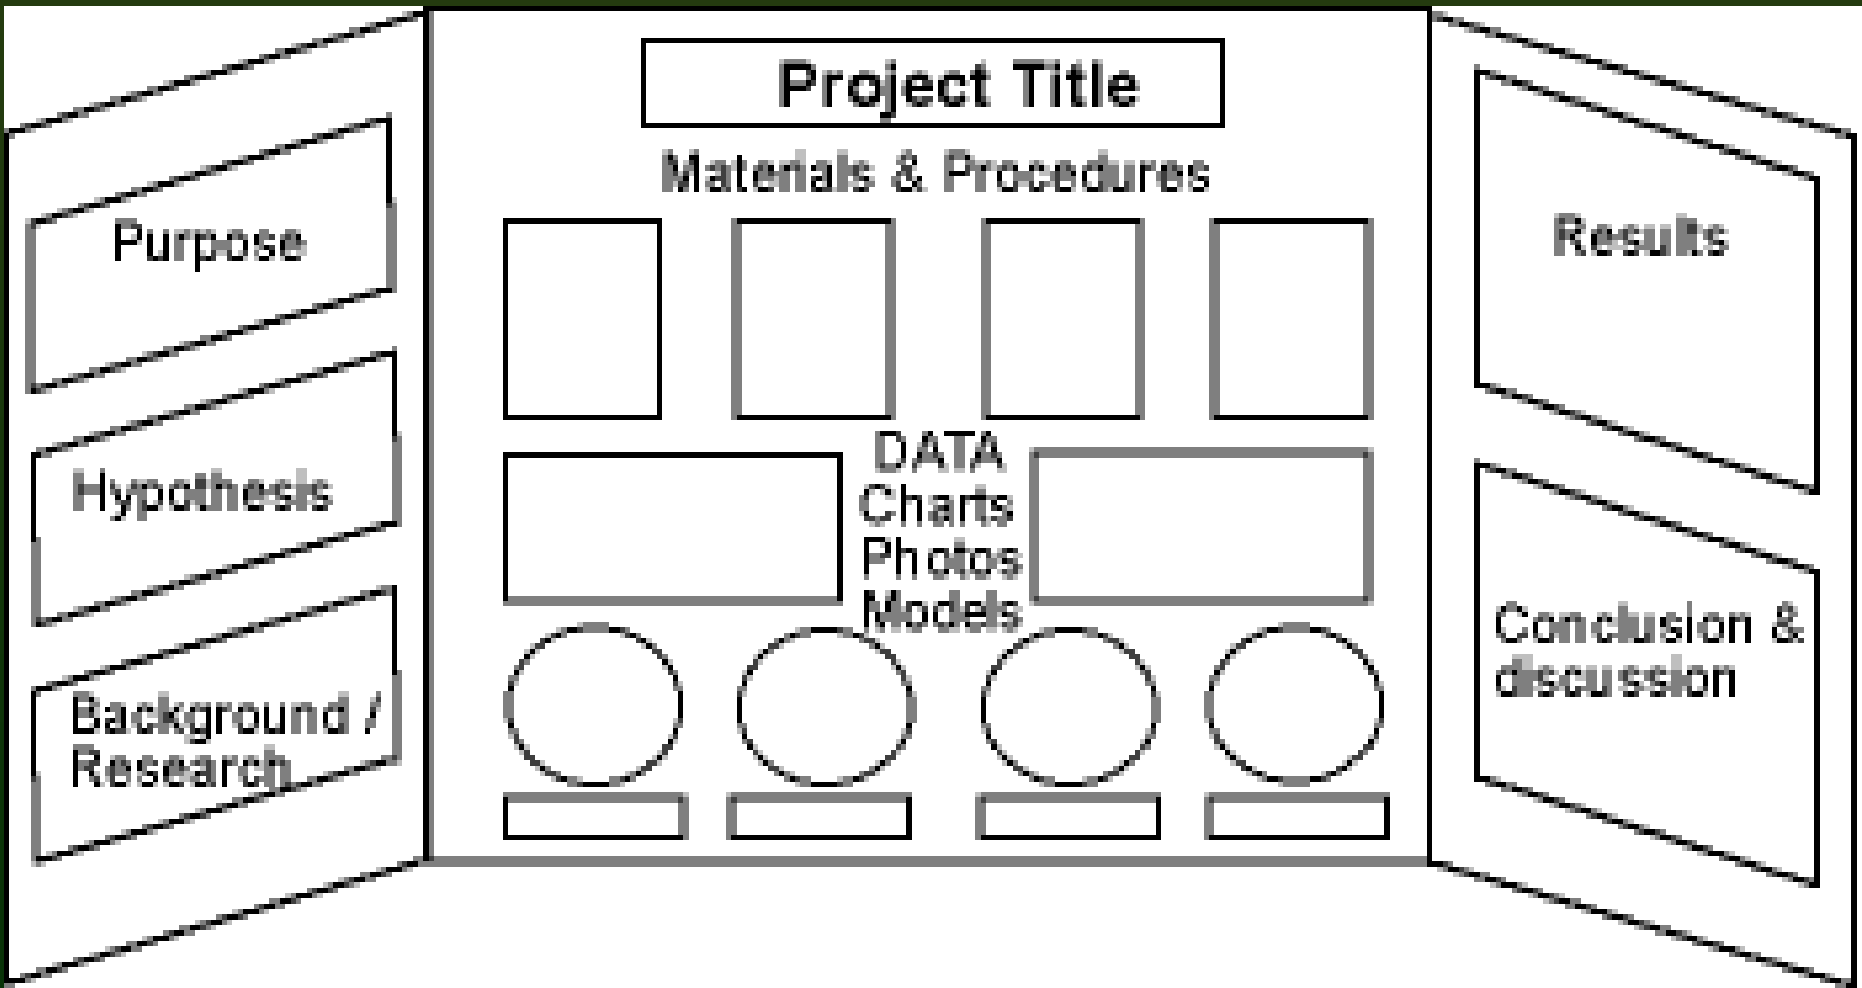 Purpose
Hypothesis
Background /
Research
Project Title
Materials & Procedures
DATA
Charts
Photos
Models
Results
Conclusion &
discussion